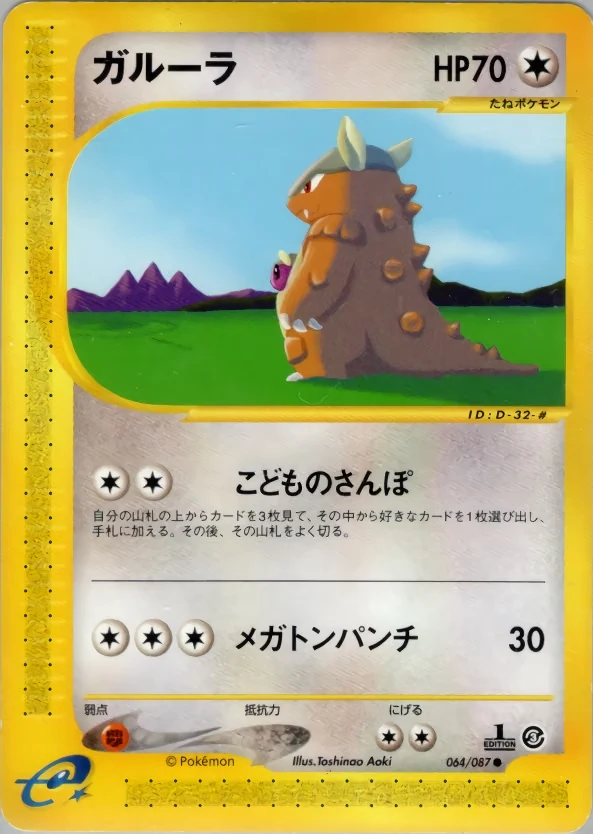 ガルーラ HP70
たねポケモン
ID:D-32-#
こどものさんぽ
自分の山札の上からカードを3枚見て、その中から好きなカードを1枚選び出し、
手札に加える。その後、その山札をよく切る。
メガトンパンチ 30
弱点 抵抗力 にげる
1
EDITION
© Pokémon Illus.Toshinao Aoki 064/087
e